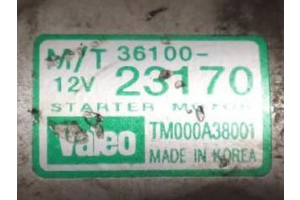 M/T 36100-
12V 23170
STARTER MOTOR
Valeo TM000A38001
MADE IN KOREA